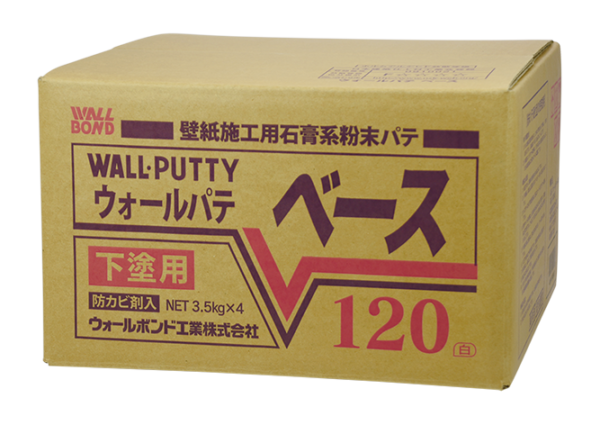 WALL
BOND
壁紙施工用石膏系粉末パテ
WALL·PUTTY
ウォールパテ
ベース
下塗用
防カビ剤入 NET 3.5kg×4
ウォールボンド工業株式会社
120
白